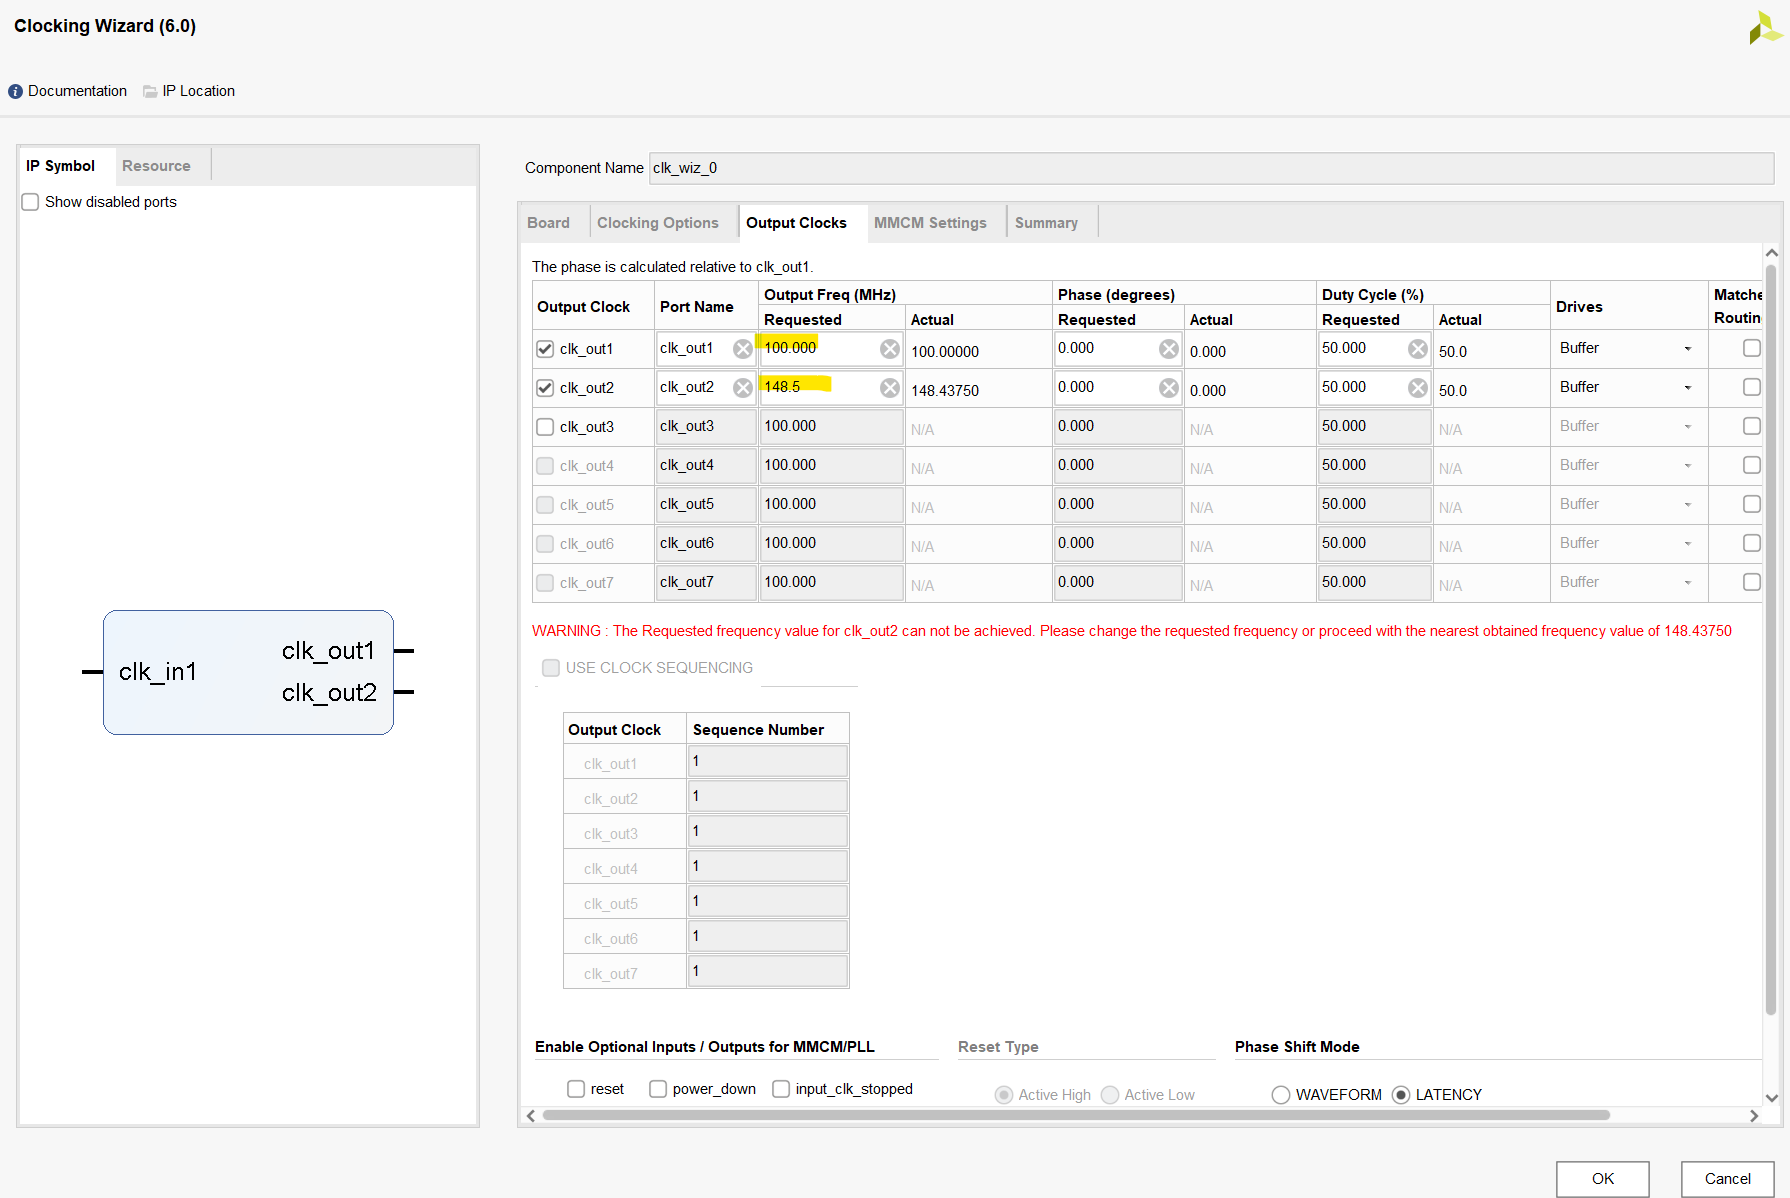 Clocking Wizard (6.0)
Documentation IP Location
IP Symbol Resource
Show disabled ports
clk_in1
clk_out1
clk_out2
Component Name clk_wiz_0
Board Clocking Options Output Clocks MMCM Settings Summary
The phase is calculated relative to clk_out1.
Output Clock Port Name Output Freq (MHz) Phase (degrees) Duty Cycle (%) Drives Matche
Requested Actual Requested Actual Requested Actual Routin
clk_out1 clk_out1 100.000 100.00000 0.000 0.000 50.000 50.0 Buffer
clk_out2 clk_out2 148.5 148.43750 0.000 0.000 50.000 50.0 Buffer
clk_out3 clk_out3 100.000 N/A 0.000 N/A 50.000 N/A Buffer
clk_out4 clk_out4 100.000 N/A 0.000 N/A 50.000 N/A Buffer
clk_out5 clk_out5 100.000 N/A 0.000 N/A 50.000 N/A Buffer
clk_out6 clk_out6 100.000 N/A 0.000 N/A 50.000 N/A Buffer
clk_out7 clk_out7 100.000 N/A 0.000 N/A 50.000 N/A Buffer
WARNING : The Requested frequency value for clk_out2 can not be achieved. Please change the requested frequency or proceed with the nearest obtained frequency value of 148.43750
USE CLOCK SEQUENCING
Output Clock Sequence Number
clk_out1 1
clk_out2 1
clk_out3 1
clk_out4 1
clk_out5 1
clk_out6 1
clk_out7 1
Enable Optional Inputs / Outputs for MMCM/PLL Reset Type Phase Shift Mode
reset power_down input_clk_stopped Active High Active Low WAVEFORM LATENCY
OK Cancel